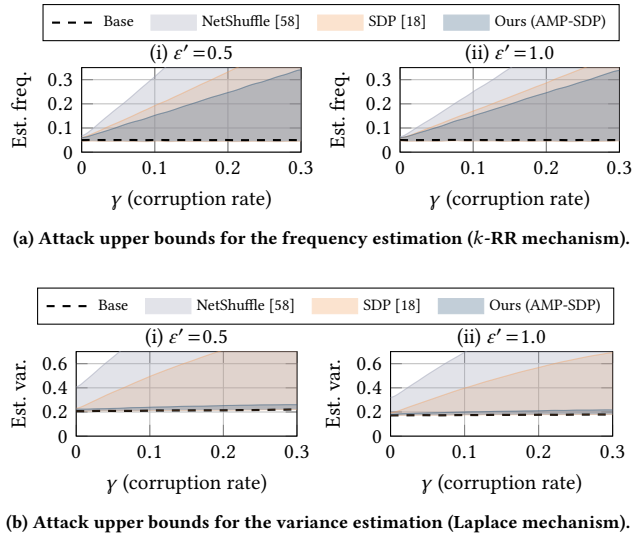 Base NetShuffle [58] SDP [18] Ours (AMP-SDP)
(i) ε′ = 0.5 (ii) ε′ = 1.0
Est. freq. 0.3 0.2 0.1 0 Est. freq. 0.3 0.2 0.1 0
0 0.1 0.2 0.3 0 0.1 0.2 0.3
γ (corruption rate) γ (corruption rate)
(a) Attack upper bounds for the frequency estimation (k-RR mechanism).
Base NetShuffle [58] SDP [18] Ours (AMP-SDP)
(i) ε′ = 0.5 (ii) ε′ = 1.0
Est. var. 0.6 0.4 0.2 0 Est. var. 0.6 0.4 0.2 0
0 0.1 0.2 0.3 0 0.1 0.2 0.3
γ (corruption rate) γ (corruption rate)
(b) Attack upper bounds for the variance estimation (Laplace mechanism).